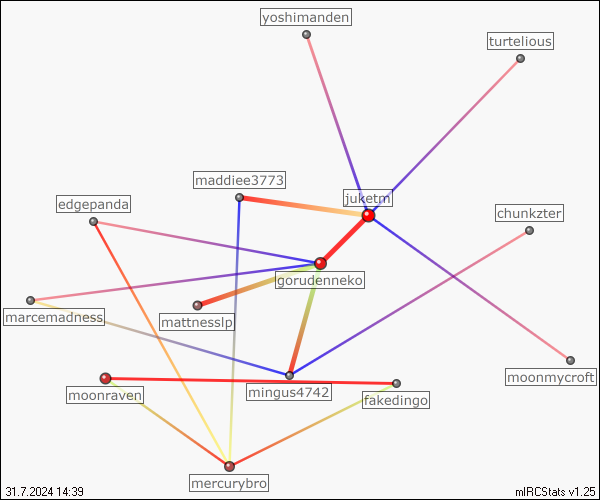 yoshimanden
turtelious
maddiee3773
juketm
edgepanda
chunkzter
gorudenneko
marcemadness
mattnesslp
moonmycroft
mingus4742
moonraven
fakedingo
mercurybro
31.7.2024 14:39
mIRCStats v1.25